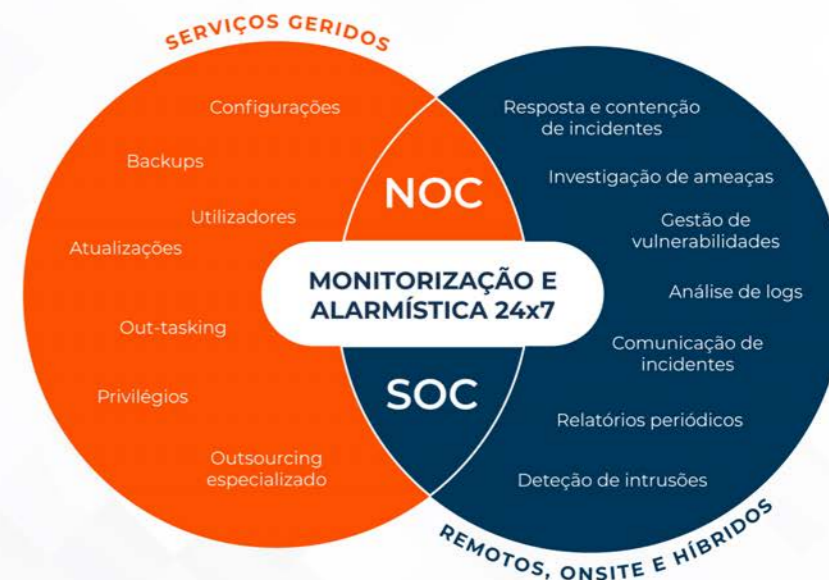 SERVIÇOS GERIDOS
Configurações
Backups
Utilizadores
Atualizações
Out-tasking
Privilégios
Outsourcing
especializado
NOC
MONITORIZAÇÃO E
ALARMÍSTICA 24x7
SOC
Resposta e contenção
de incidentes
Investigação de ameaças
Gestão de
vulnerabilidades
Análise de logs
Comunicação de
incidentes
Relatórios periódicos
Deteção de intrusões
REMOTOS, ONSITE E HÍBRIDOS